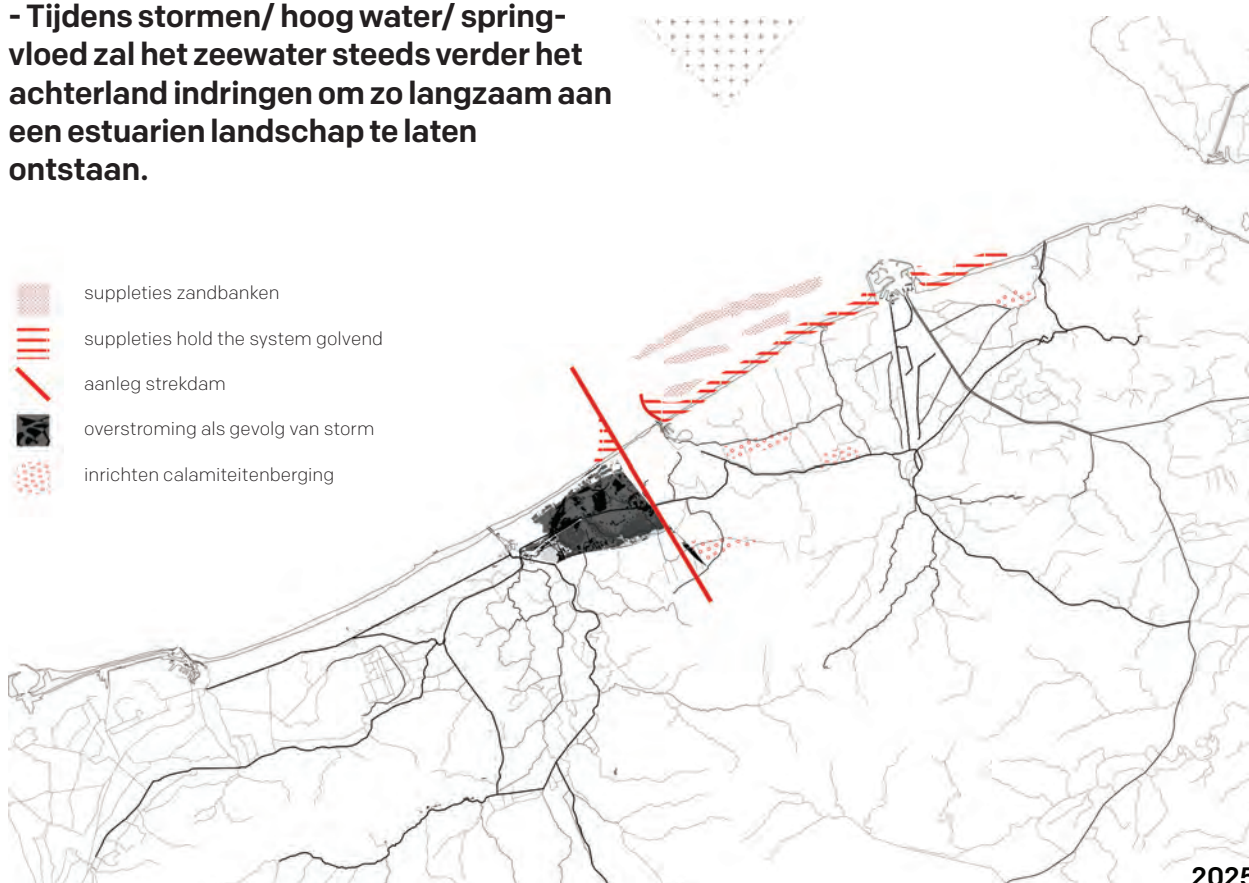 - Tijdens stormen/ hoog water/ spring-
vloed zal het zeewater steeds verder het
achterland indringen om zo langzaam aan
een estuarien landschap te laten
ontstaan.
suppleties zandbanken
suppleties hold the system golvend
aanleg strekdam
overstroming als gevolg van storm
inrichten calamiteitenberging
2025